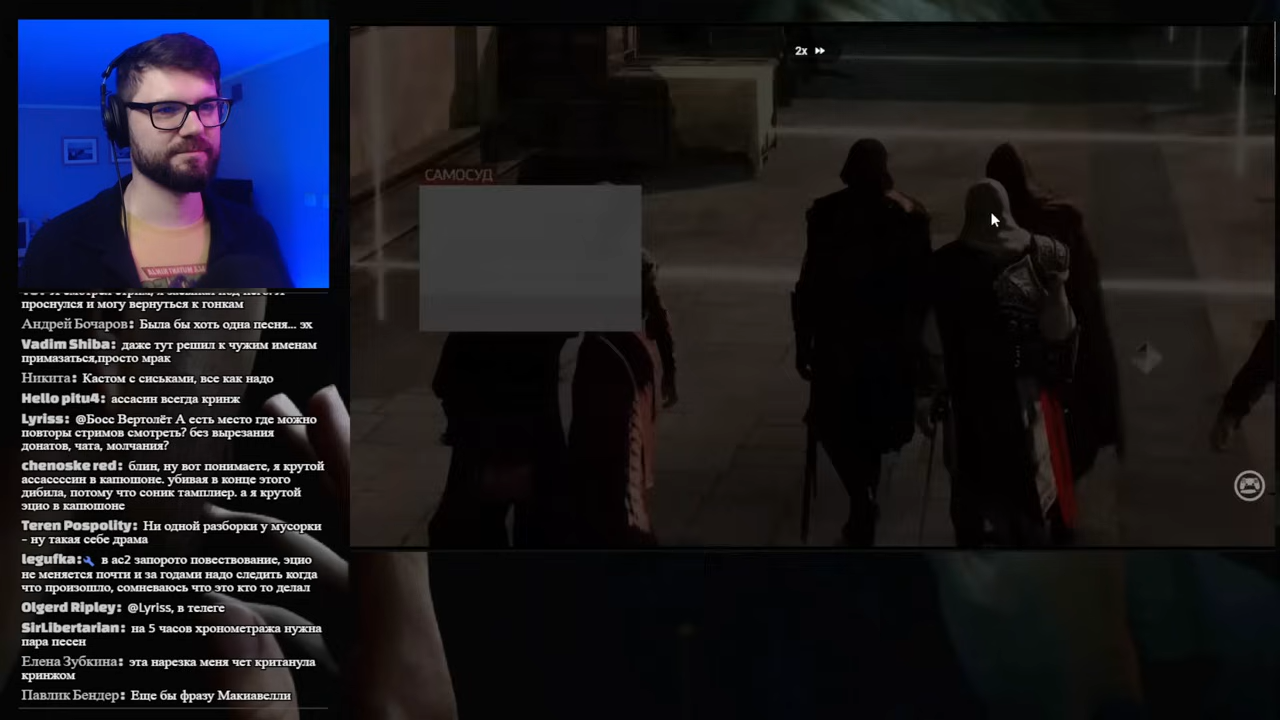 2x
САМОСУД
проснулся и могу вернуться к гонкам
Андрей Бочаров: Была бы хоть одна песня... эх
Vadim Shiba: даже тут решил к чужим именам
примазаться,просто мрак
Никита: Кастом с сиськами, все как надо
Hello pitu4: ассасин всегда кринж
Lyriss: @Босс Вертолёт А есть место где можно
повторы стримов смотреть? без вырезания
донатов, чата, молчания?
chenoske red: блин, ну вот понимаете, я крутой
ассассссин в капюшоне. убивая в конце этого
дибила, потому что соник тамплиер. а я крутой
эцио в капюшоне
Teren Pospolity: Ни одной разборки у мусорки
- ну такая себе драма
legufka: в ас2 запорото повествование, эцио
не меняется почти и за годами надо следить когда
что произошло, сомневаюсь что это кто то делал
Olgerd Ripley: @Lyriss, в телеге
SirLibertarian: на 5 часов хронометража нужна
пара песен
Елена Зубкина: эта нарезка меня чет кританула
кринжом
Павлик Бендер: Еще бы фразу Макиавелли